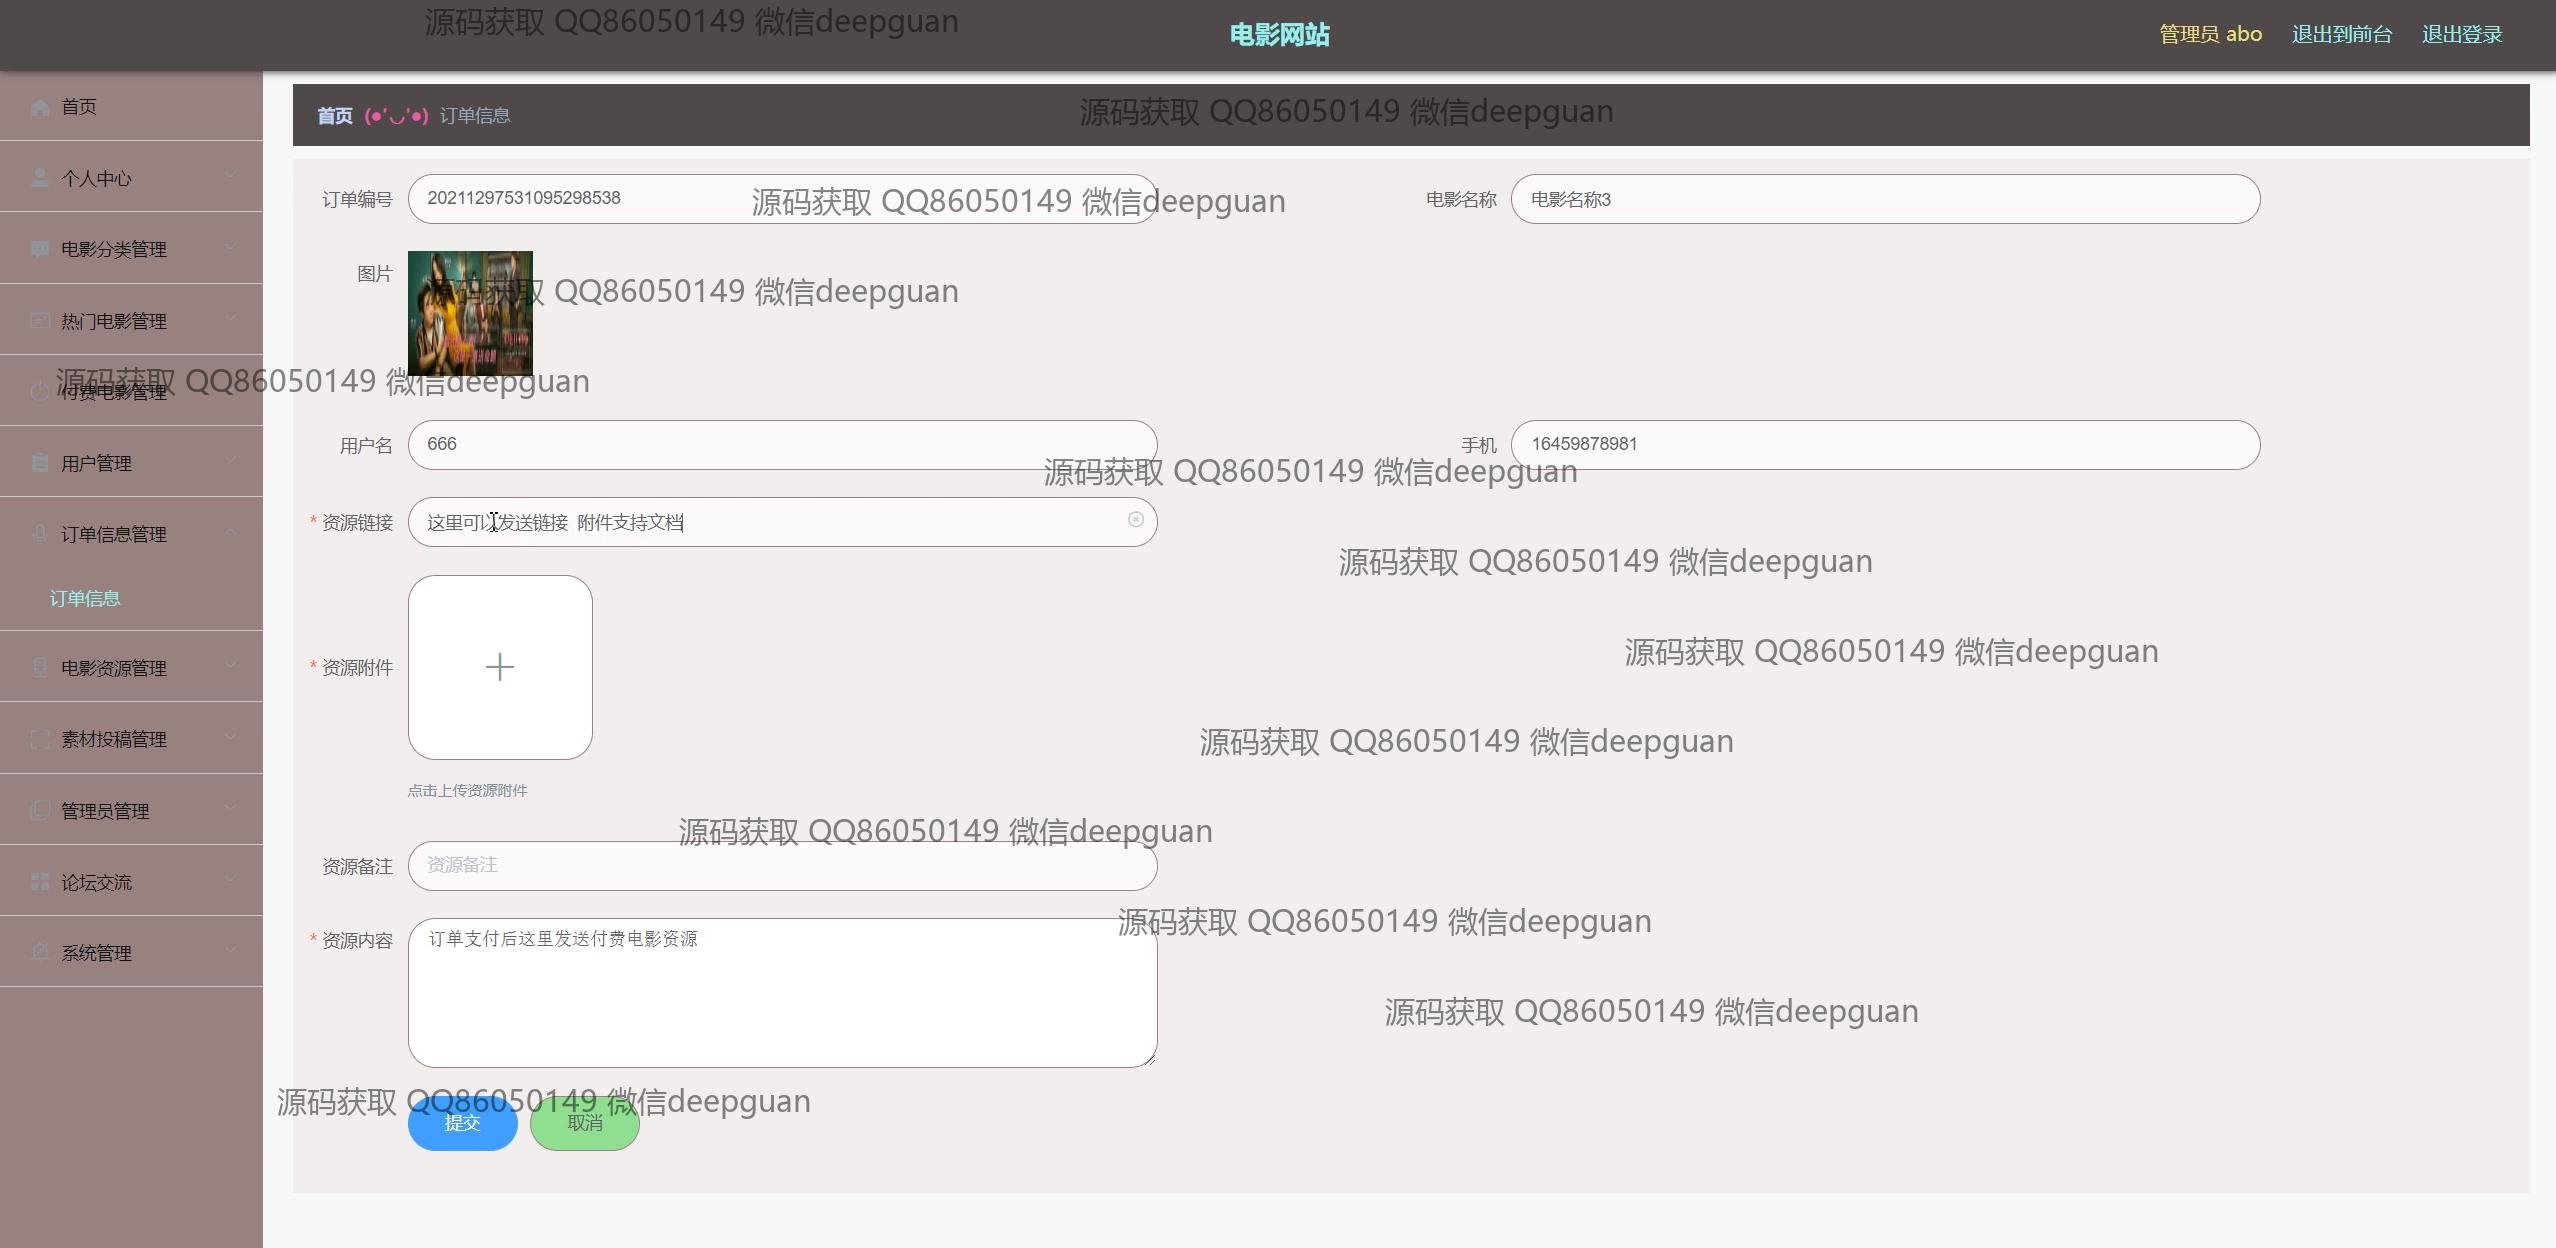 源码获取 QQ86050149 微信deepguan
电影网站
管理员 abo 退出到前台 退出登录
首页
个人中心
电影分类管理
热门电影管理
付费电影管理
用户管理
订单信息管理
订单信息
电影资源管理
素材投稿管理
管理员管理
论坛交流
系统管理
首页 (●'◡'●) 订单信息
源码获取 QQ86050149 微信deepguan
订单编号 20211297531095298538
源码获取 QQ86050149 微信deepguan
电影名称 电影名称3
图片
源码获取 QQ86050149 微信deepguan
源码获取 QQ86050149 微信deepguan
用户名 666
手机 16459878981
源码获取 QQ86050149 微信deepguan
* 资源链接 这里可以发送链接 附件支持文档
源码获取 QQ86050149 微信deepguan
源码获取 QQ86050149 微信deepguan
* 资源附件
源码获取 QQ86050149 微信deepguan
点击上传资源附件
源码获取 QQ86050149 微信deepguan
资源备注 资源备注
源码获取 QQ86050149 微信deepguan
* 资源内容 订单支付后这里发送付费电影资源
源码获取 QQ86050149 微信deepguan
源码获取 QQ86050149 微信deepguan
提交 取消